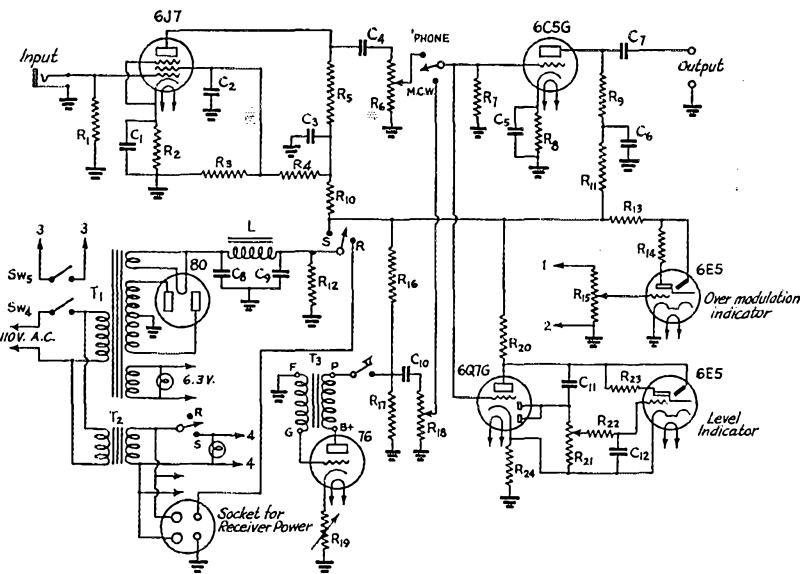 6J7
Input
R1
C1
R2
C2
R3
R4
C3
R5
C4
R6
'PHONE
M.C.W.
R7
6C5G
C5
R8
C7
R9
C6
R11
Output
R10
S
R
3
3
Sw5
Sw4
110V. A.C.
T1
80
L
C8
C9
R12
6.3V.
T2
R
S
4
4
Socket for
Receiver Power
T3
F
P
G
B+
76
R19
R16
R17
C10
R18
R13
R14
6E5
1
R15
2
Over modulation
indicator
R20
6Q7G
C11
R23
6E5
R22
R21
C12
R24
Level
Indicator